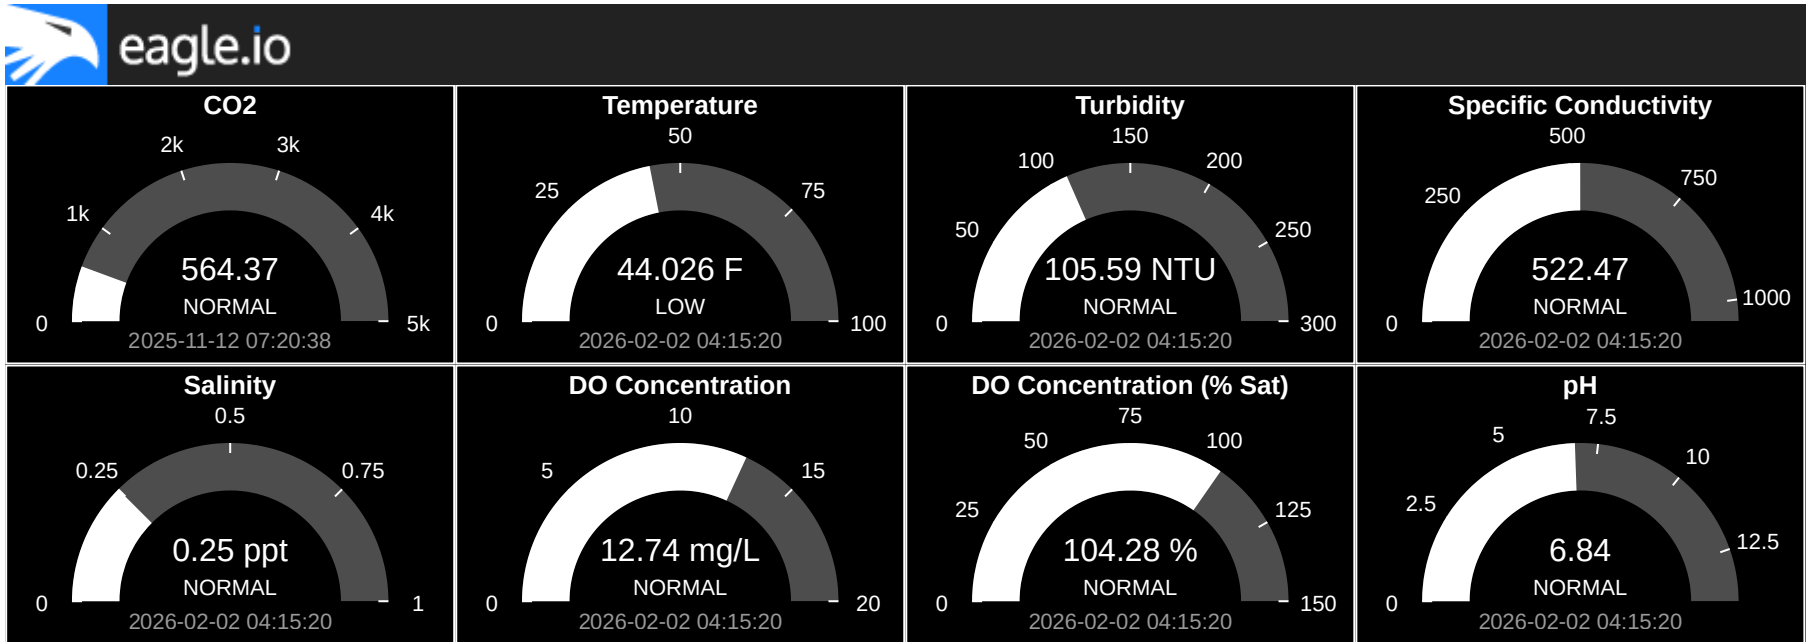 eagle.io
CO2
0
1k
2k
3k
4k
5k
564.37
NORMAL
2025-11-12 07:20:38
Temperature
0
25
50
75
100
44.026 F
LOW
2026-02-02 04:15:20
Turbidity
0
50
100
150
200
250
300
105.59 NTU
NORMAL
2026-02-02 04:15:20
Specific Conductivity
0
250
500
750
1000
522.47
NORMAL
2026-02-02 04:15:20
Salinity
0
0.25
0.5
0.75
1
0.25 ppt
NORMAL
2026-02-02 04:15:20
DO Concentration
0
5
10
15
20
12.74 mg/L
NORMAL
2026-02-02 04:15:20
DO Concentration (% Sat)
0
25
50
75
100
125
150
104.28 %
NORMAL
2026-02-02 04:15:20
pH
0
2.5
5
7.5
10
12.5
6.84
NORMAL
2026-02-02 04:15:20